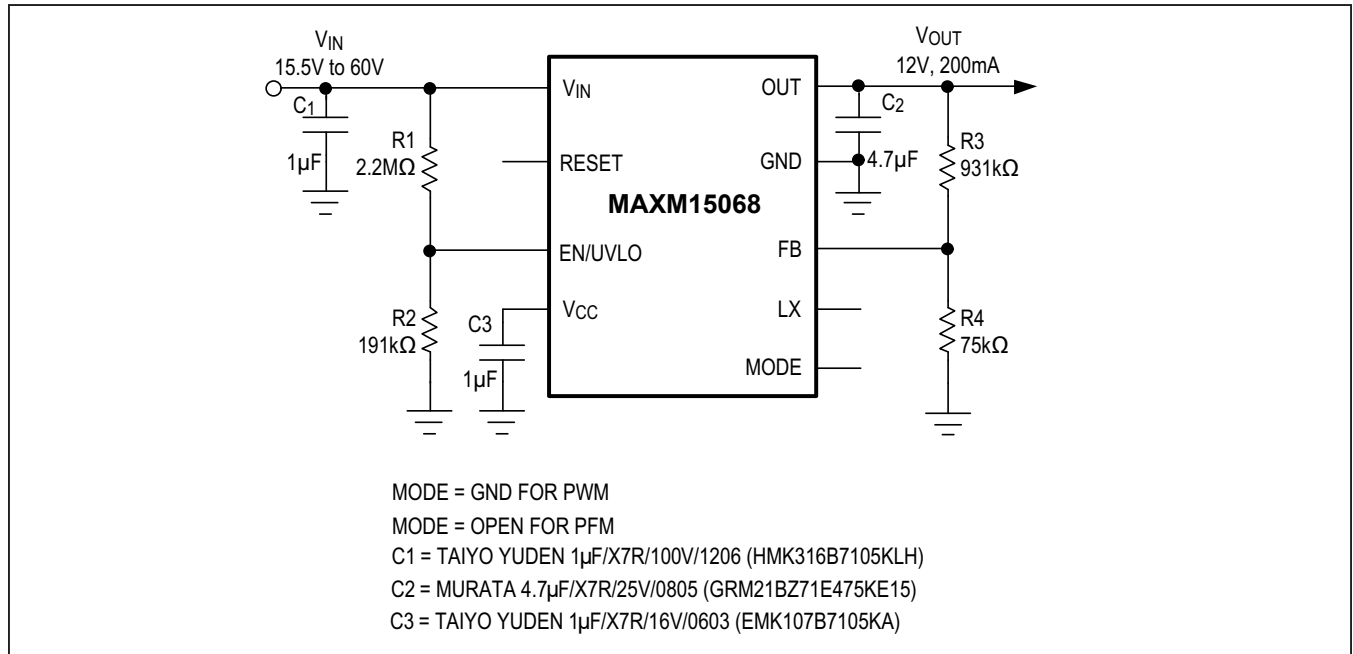 VIN
15.5V to 60V
C1
1µF
R1
2.2MΩ
R2
191kΩ
C3
1µF
VIN
RESET
EN/UVLO
VCC
MAXM15068
OUT
GND
FB
LX
MODE
VOUT
12V, 200mA
C2
4.7µF
R3
931kΩ
R4
75kΩ
MODE = GND FOR PWM
MODE = OPEN FOR PFM
C1 = TAIYO YUDEN 1µF/X7R/100V/1206 (HMK316B7105KLH)
C2 = MURATA 4.7µF/X7R/25V/0805 (GRM21BZ71E475KE15)
C3 = TAIYO YUDEN 1µF/X7R/16V/0603 (EMK107B7105KA)